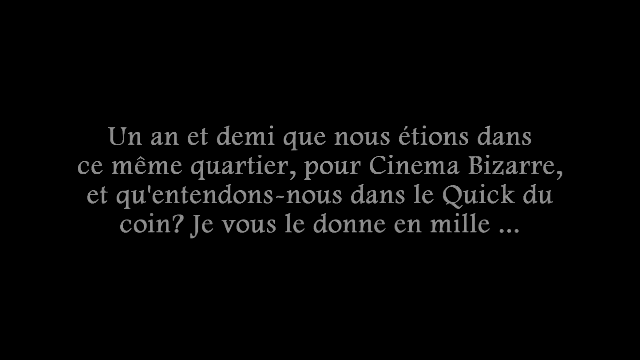 Un an et demi que nous étions dans
ce même quartier, pour Cinema Bizarre,
et qu'entendons-nous dans le Quick du
coin? Je vous le donne en mille ...